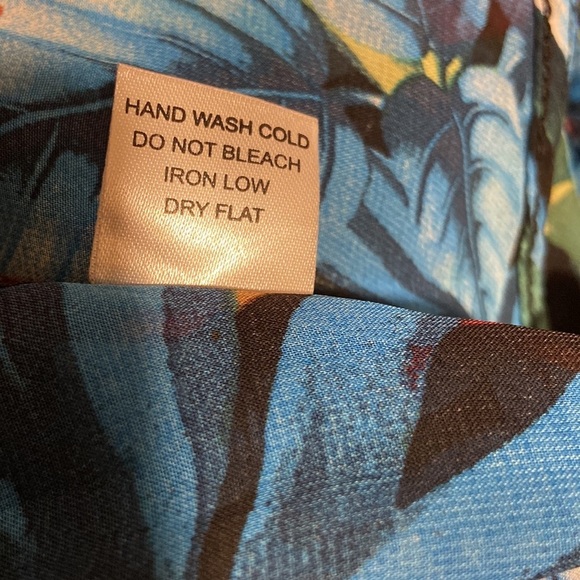 HAND WASH COLD
DO NOT BLEACH
IRON LOW
DRY FLAT